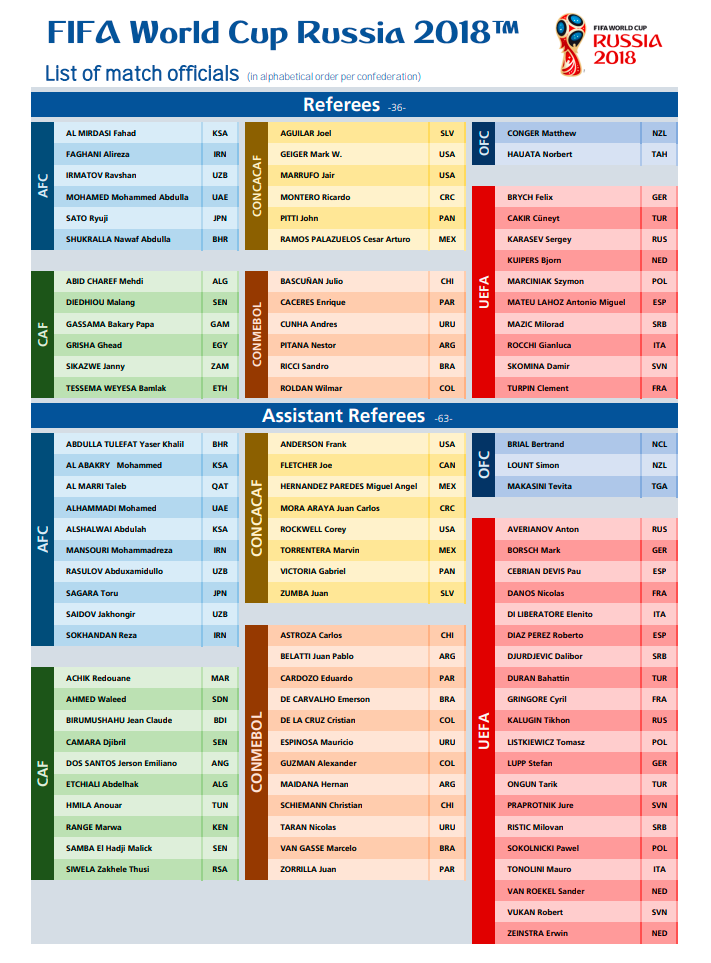 FIFA World Cup Russia 2018™
FIFA WORLD CUP
RUSSIA
2018
List of match officials (in alphabetical order per confederation)
Referees -36-
AFC
AL MIRDASI Fahad KSA
FAGHANI Alireza IRN
IRMATOV Ravshan UZB
MOHAMED Mohammed Abdulla UAE
SATO Ryuji JPN
SHUKRALLA Nawaf Abdulla BHR
CAF
ABID CHAREF Mehdi ALG
DIEDHIOU Malang SEN
GASSAMA Bakary Papa GAM
GRISHA Ghead EGY
SIKAZWE Janny ZAM
TESSEMA WEYESA Bamlak ETH
CONCACAF
AGUILAR Joel SLV
GEIGER Mark W. USA
MARRUFO Jair USA
MONTERO Ricardo CRC
PITTI John PAN
RAMOS PALAZUELOS Cesar Arturo MEX
CONMEBOL
BASCUÑAN Julio CHI
CACERES Enrique PAR
CUNHA Andres URU
PITANA Nestor ARG
RICCI Sandro BRA
ROLDAN Wilmar COL
OFC
CONGER Matthew NZL
HAUATA Norbert TAH
UEFA
BRYCH Felix GER
CAKIR Cüneyt TUR
KARASEV Sergey RUS
KUIPERS Bjorn NED
MARCINIAK Szymon POL
MATEU LAHOZ Antonio Miguel ESP
MAZIC Milorad SRB
ROCCHI Gianluca ITA
SKOMINA Damir SVN
TURPIN Clement FRA
Assistant Referees -63-
AFC
ABDULLA TULEFAT Yaser Khalil BHR
AL ABAKRY Mohammed KSA
AL MARRI Taleb QAT
ALHAMMADI Mohamed UAE
ALSHALWAI Abdulah KSA
MANSOURI Mohammadreza IRN
RASULOV Abduxamidullo UZB
SAGARA Toru JPN
SAIDOV Jakhongir UZB
SOKHANDAN Reza IRN
CAF
ACHIK Redouane MAR
AHMED Waleed SDN
BIRUMUSHAHU Jean Claude BDI
CAMARA Djibril SEN
DOS SANTOS Jerson Emiliano ANG
ETCHIALI Abdelhak ALG
HMILA Anouar TUN
RANGE Marwa KEN
SAMBA El Hadji Malick SEN
SIWELA Zakhele Thusi RSA
CONCACAF
ANDERSON Frank USA
FLETCHER Joe CAN
HERNANDEZ PAREDES Miguel Angel MEX
MORA ARAYA Juan Carlos CRC
ROCKWELL Corey USA
TORRENTERA Marvin MEX
VICTORIA Gabriel PAN
ZUMBA Juan SLV
CONMEBOL
ASTROZA Carlos CHI
BELATTI Juan Pablo ARG
CARDOZO Eduardo PAR
DE CARVALHO Emerson BRA
DE LA CRUZ Cristian COL
ESPINOSA Mauricio URU
GUZMAN Alexander COL
MAIDANA Hernan ARG
SCHIEMANN Christian CHI
TARAN Nicolas URU
VAN GASSE Marcelo BRA
ZORRILLA Juan PAR
OFC
BRIAL Bertrand NCL
LOUNT Simon NZL
MAKASINI Tevita TGA
UEFA
AVERIANOV Anton RUS
BORSCH Mark GER
CEBRIAN DEVIS Pau ESP
DANOS Nicolas FRA
DI LIBERATORE Elenito ITA
DIAZ PEREZ Roberto ESP
DJURDJEVIC Dalibor SRB
DURAN Bahattin TUR
GRINGORE Cyril FRA
KALUGIN Tikhon RUS
LISTKIEWICZ Tomasz POL
LUPP Stefan GER
ONGUN Tarik TUR
PRAPROTNIK Jure SVN
RISTIC Milovan SRB
SOKOLNICKI Pawel POL
TONOLINI Mauro ITA
VAN ROEKEL Sander NED
VUKAN Robert SVN
ZEINSTRA Erwin NED